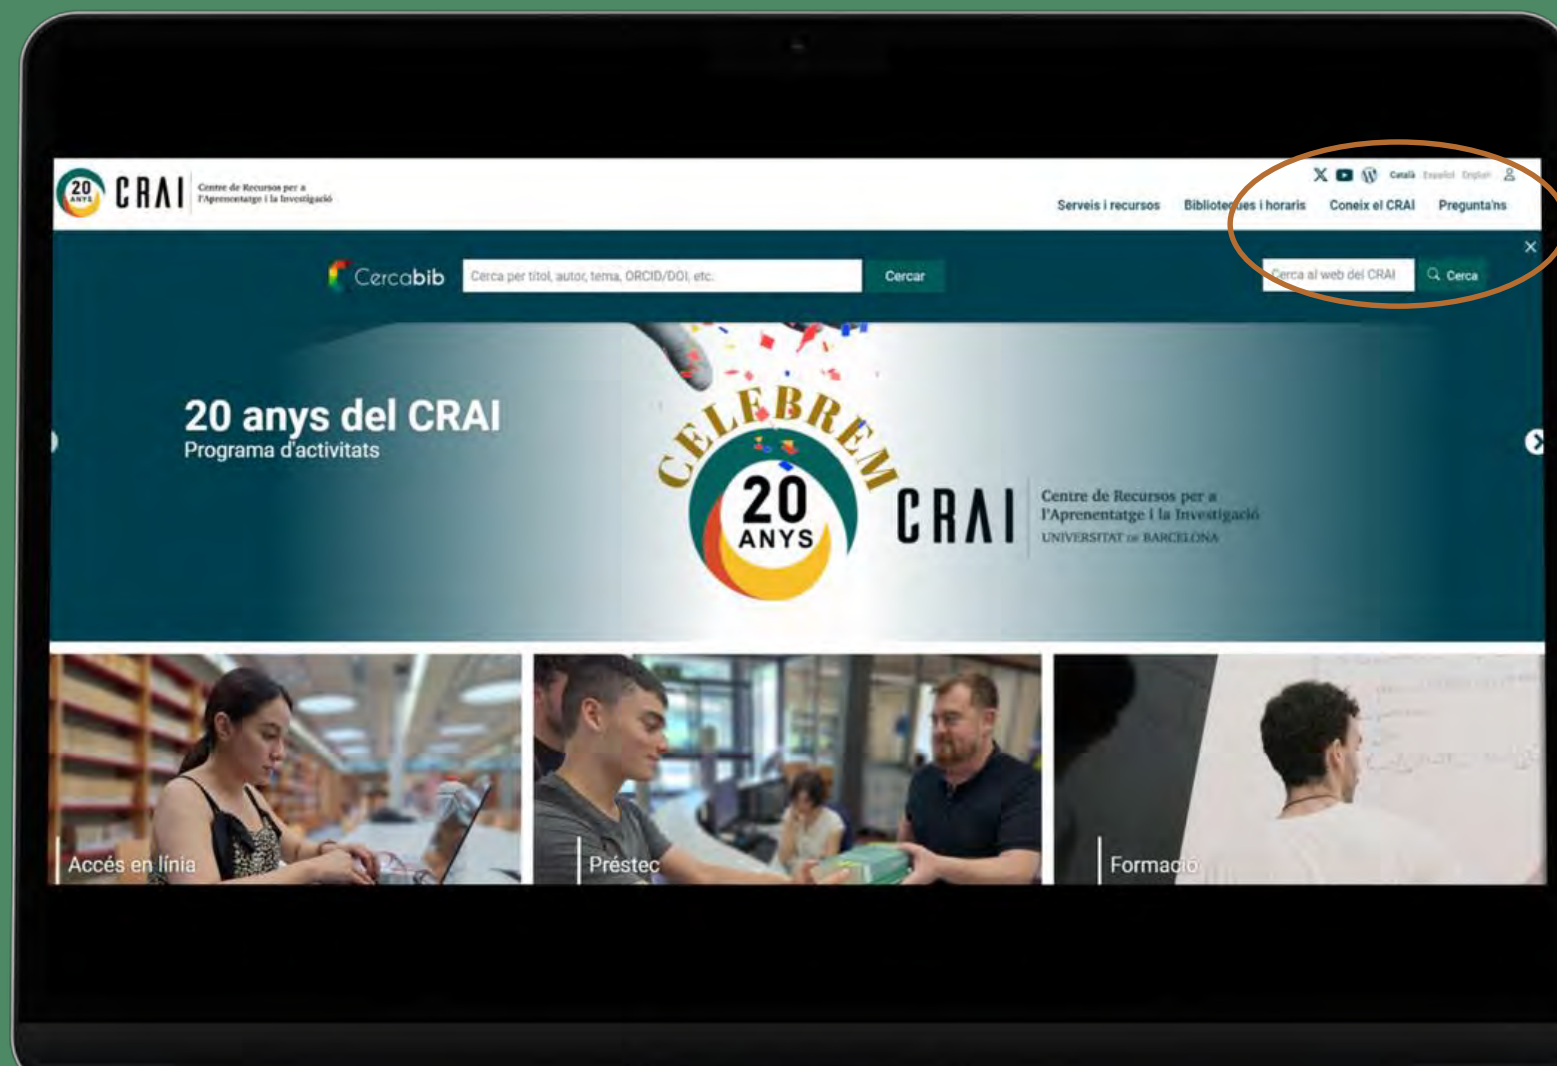 20
ANYS
CRAI
Centre de Recursos per a
l'Aprenentatge i la Investigació
Català Español English
Serveis i recursos Biblioteques i horaris Coneix el CRAI Pregunta'ns
Cercabib
Cerca per títol, autor, tema, ORCID/DOI, etc.
Cercar
Cerca al web del CRAI
Cerca
20 anys del CRAI
Programa d'activitats
CELEBREM
20
ANYS
CRAI
Centre de Recursos per a
l'Aprenentatge i la Investigació
UNIVERSITAT DE BARCELONA
Accés en línia
Préstec
Formació